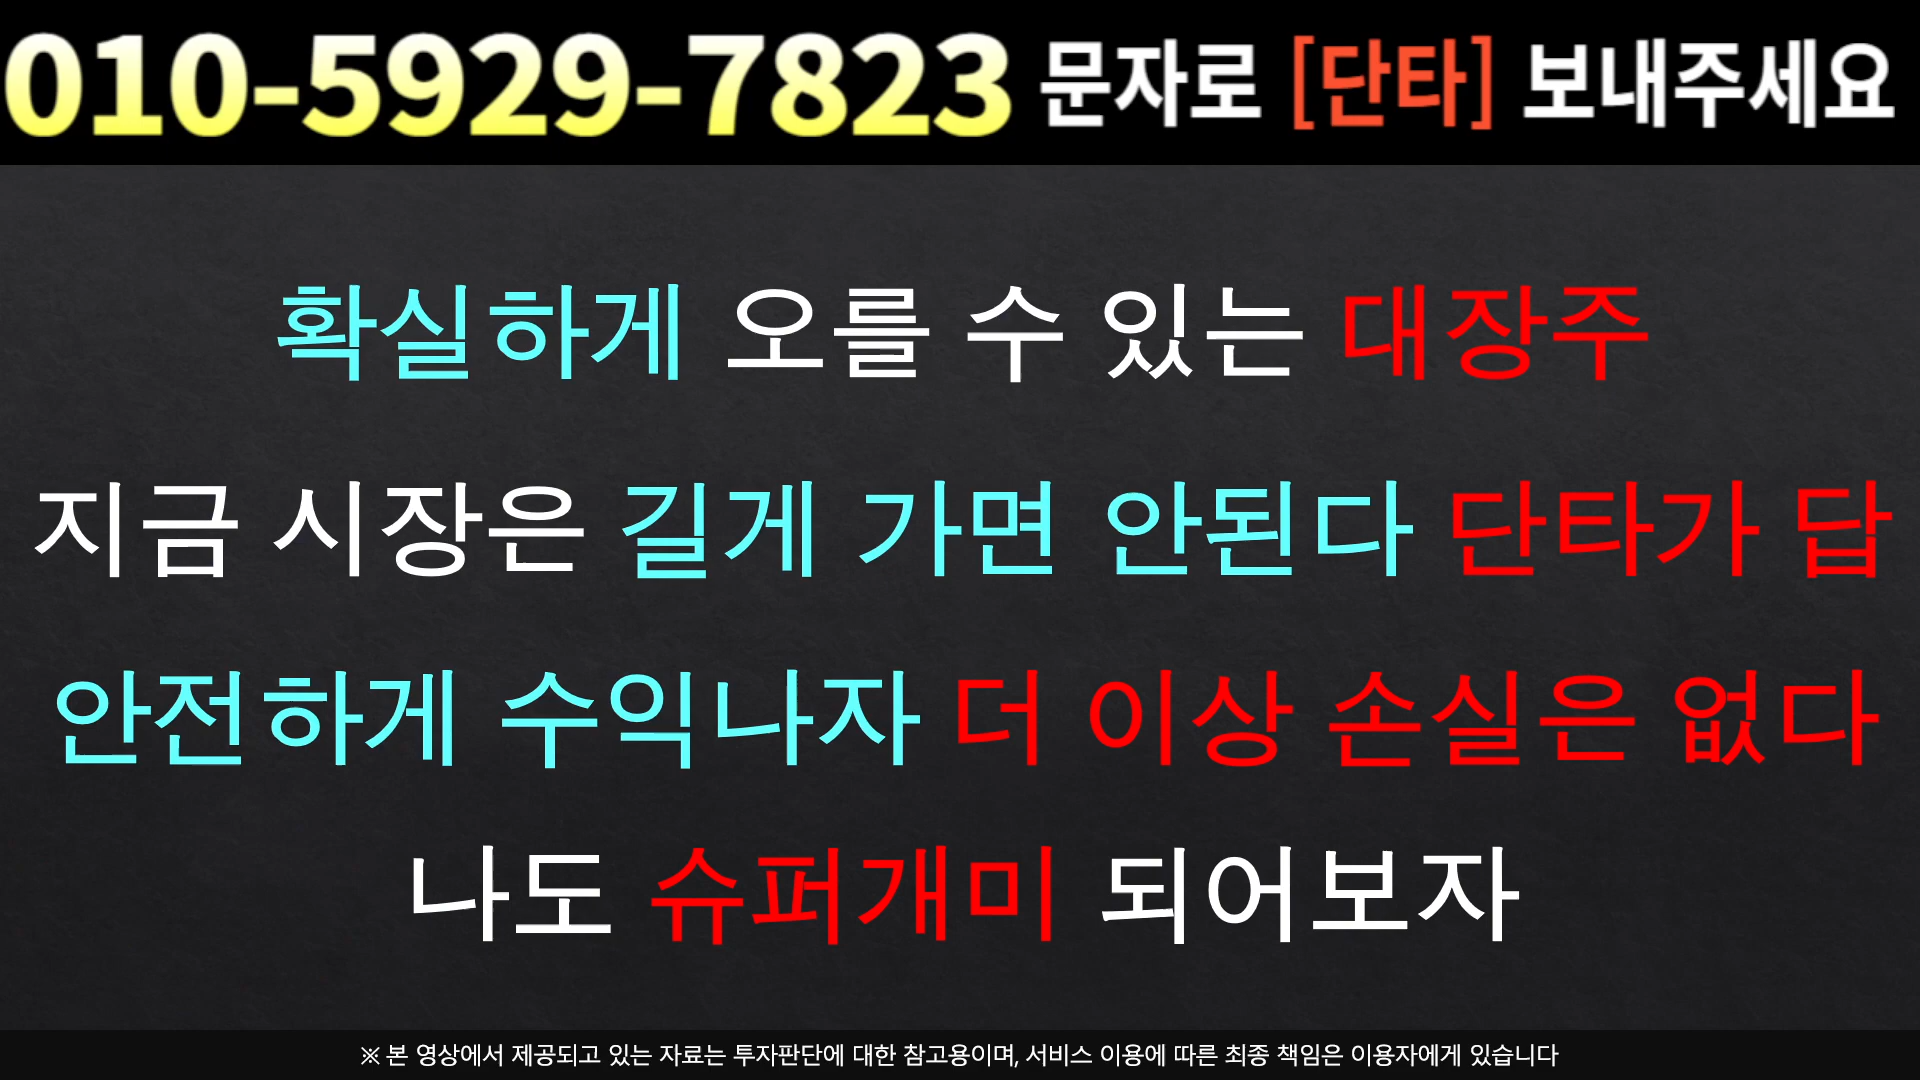 010-5929-7823 문자로 [단타] 보내주세요
확실하게 오를 수 있는 대장주
지금 시장은 길게 가면 안된다 단타가 답
안전하게 수익나자 더 이상 손실은 없다
나도 슈퍼개미 되어보자
※ 본 영상에서 제공되고 있는 자료는 투자판단에 대한 참고용이며, 서비스 이용에 따른 최종 책임은 이용자에게 있습니다